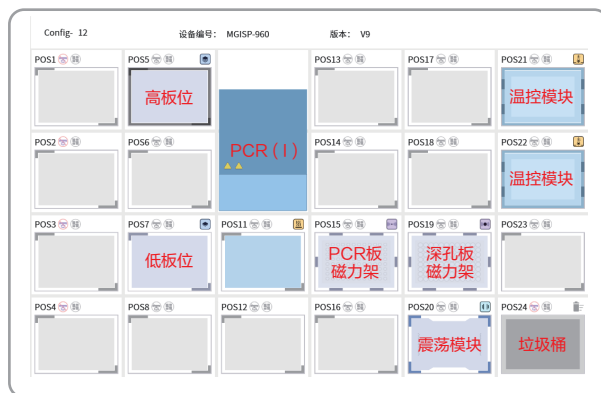 Config- 12 设备编号: MGISP-960 版本: V9
POS1 POS5 POS13 POS17 POS21
高板位 温控模块
POS2 POS6 PCR ( I ) POS14 POS18 POS22
温控模块
POS3 POS7 POS11 POS15 POS19 POS23
低板位 PCR板 深孔板
磁力架 磁力架
POS4 POS8 POS12 POS16 POS20 POS24
震荡模块 垃圾桶